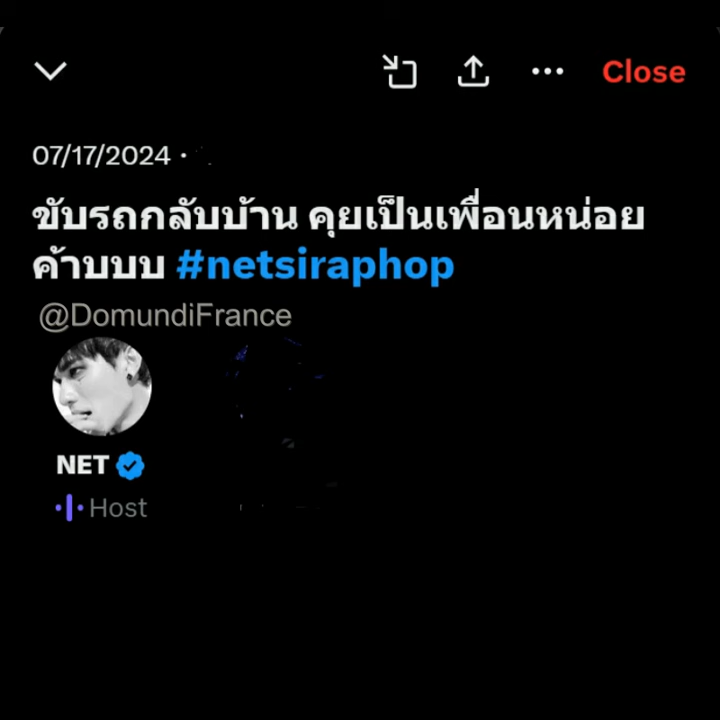 Close
07/17/2024 ·
ขับรถกลับบ้าน คุยเป็นเพื่อนหน่อย
ค้าบบบ #netsiraphop
@DomundiFrance
NET
Host